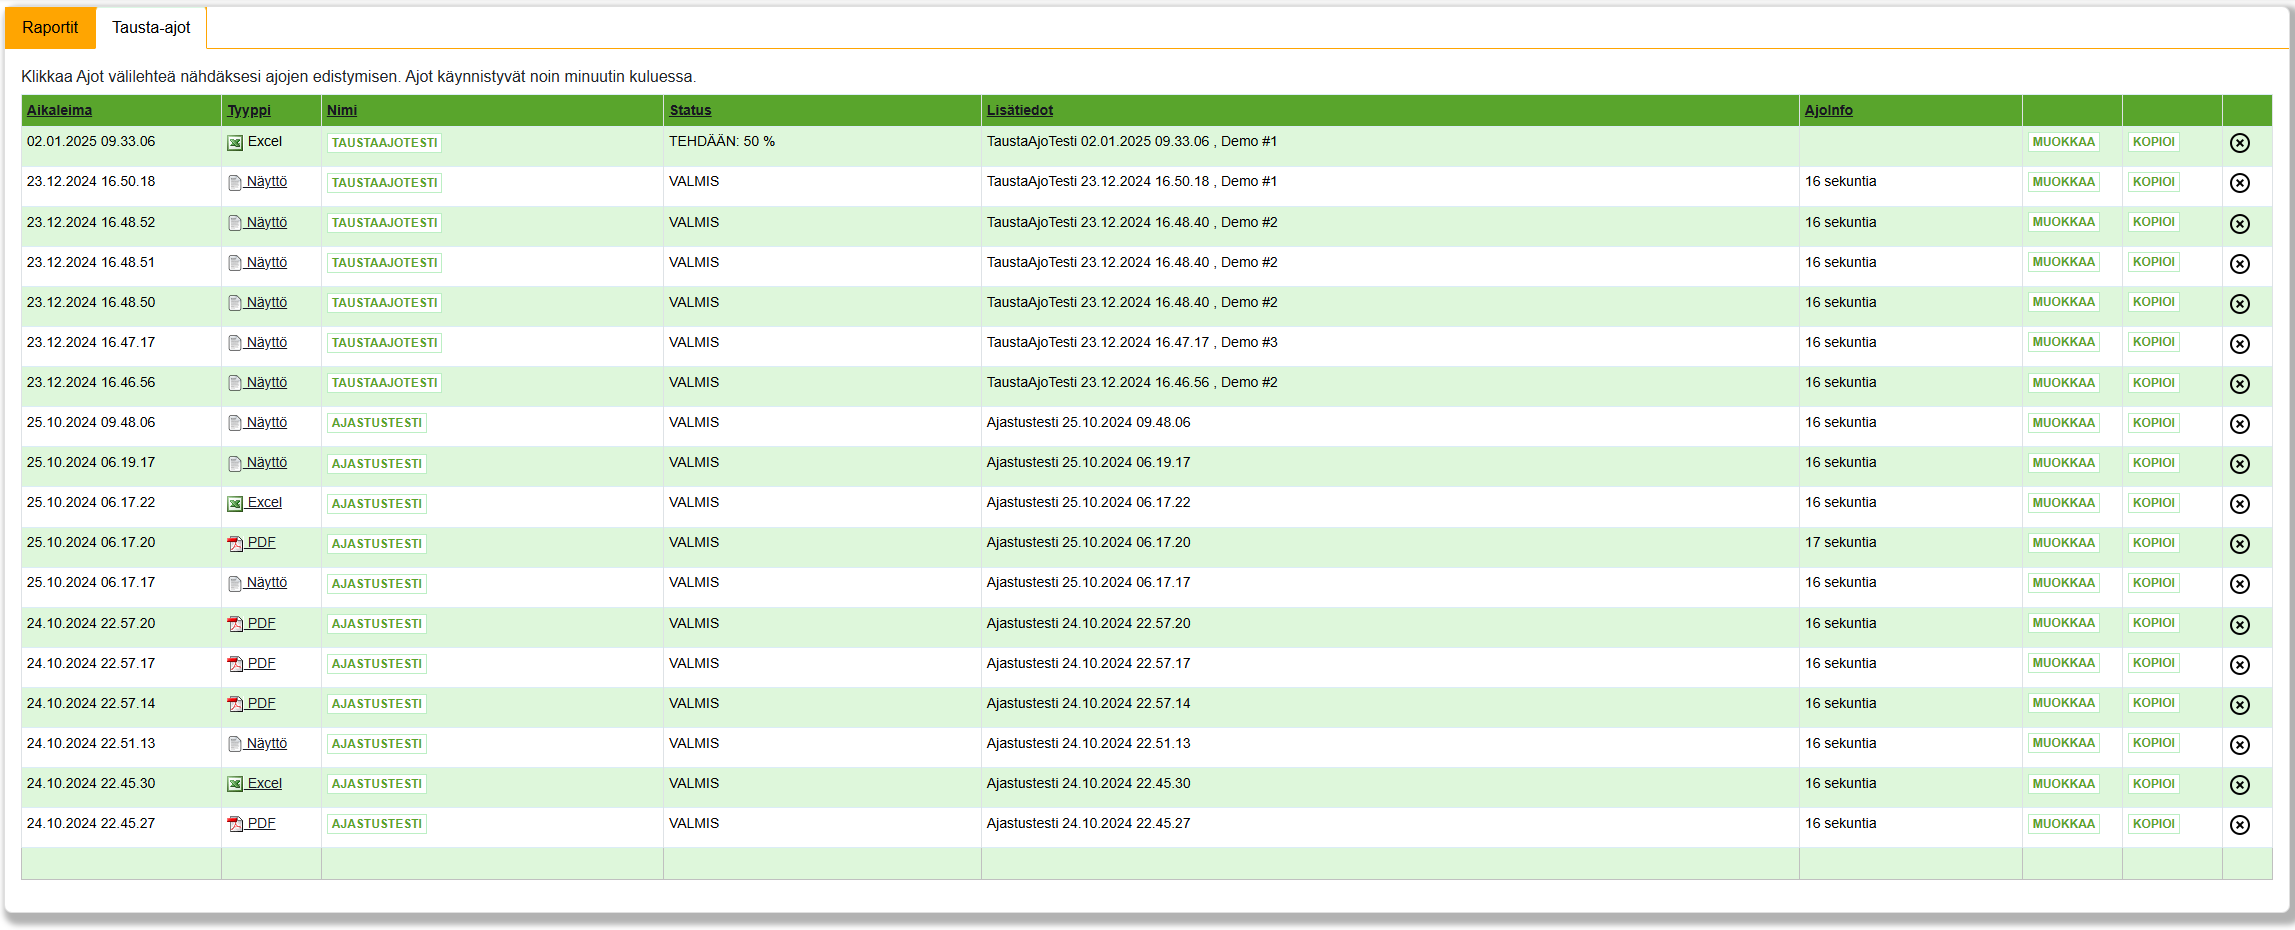 Raportit Tausta-ajot
Klikkaa Ajot välilehteä nähdäksesi ajojen edistymisen. Ajot käynnistyvät noin minuutin kuluessa.
Aikaleima Tyyppi Nimi Status Lisätiedot AjoInfo
02.01.2025 09.33.06 Excel TAUSTAAJOTESTI TEHDÄÄN: 50 % TaustaAjoTesti 02.01.2025 09.33.06 , Demo #1 MUOKKAA KOPIOI
23.12.2024 16.50.18 Näyttö TAUSTAAJOTESTI VALMIS TaustaAjoTesti 23.12.2024 16.50.18 , Demo #1 16 sekuntia MUOKKAA KOPIOI
23.12.2024 16.48.52 Näyttö TAUSTAAJOTESTI VALMIS TaustaAjoTesti 23.12.2024 16.48.40 , Demo #2 16 sekuntia MUOKKAA KOPIOI
23.12.2024 16.48.51 Näyttö TAUSTAAJOTESTI VALMIS TaustaAjoTesti 23.12.2024 16.48.40 , Demo #2 16 sekuntia MUOKKAA KOPIOI
23.12.2024 16.48.50 Näyttö TAUSTAAJOTESTI VALMIS TaustaAjoTesti 23.12.2024 16.48.40 , Demo #2 16 sekuntia MUOKKAA KOPIOI
23.12.2024 16.47.17 Näyttö TAUSTAAJOTESTI VALMIS TaustaAjoTesti 23.12.2024 16.47.17 , Demo #3 16 sekuntia MUOKKAA KOPIOI
23.12.2024 16.46.56 Näyttö TAUSTAAJOTESTI VALMIS TaustaAjoTesti 23.12.2024 16.46.56 , Demo #2 16 sekuntia MUOKKAA KOPIOI
25.10.2024 09.48.06 Näyttö AJASTUSTESTI VALMIS Ajastustesti 25.10.2024 09.48.06 16 sekuntia MUOKKAA KOPIOI
25.10.2024 06.19.17 Näyttö AJASTUSTESTI VALMIS Ajastustesti 25.10.2024 06.19.17 16 sekuntia MUOKKAA KOPIOI
25.10.2024 06.17.22 Excel AJASTUSTESTI VALMIS Ajastustesti 25.10.2024 06.17.22 16 sekuntia MUOKKAA KOPIOI
25.10.2024 06.17.20 PDF AJASTUSTESTI VALMIS Ajastustesti 25.10.2024 06.17.20 17 sekuntia MUOKKAA KOPIOI
25.10.2024 06.17.17 Näyttö AJASTUSTESTI VALMIS Ajastustesti 25.10.2024 06.17.17 16 sekuntia MUOKKAA KOPIOI
24.10.2024 22.57.20 PDF AJASTUSTESTI VALMIS Ajastustesti 24.10.2024 22.57.20 16 sekuntia MUOKKAA KOPIOI
24.10.2024 22.57.17 PDF AJASTUSTESTI VALMIS Ajastustesti 24.10.2024 22.57.17 16 sekuntia MUOKKAA KOPIOI
24.10.2024 22.57.14 PDF AJASTUSTESTI VALMIS Ajastustesti 24.10.2024 22.57.14 16 sekuntia MUOKKAA KOPIOI
24.10.2024 22.51.13 Näyttö AJASTUSTESTI VALMIS Ajastustesti 24.10.2024 22.51.13 16 sekuntia MUOKKAA KOPIOI
24.10.2024 22.45.30 Excel AJASTUSTESTI VALMIS Ajastustesti 24.10.2024 22.45.30 16 sekuntia MUOKKAA KOPIOI
24.10.2024 22.45.27 PDF AJASTUSTESTI VALMIS Ajastustesti 24.10.2024 22.45.27 16 sekuntia MUOKKAA KOPIOI